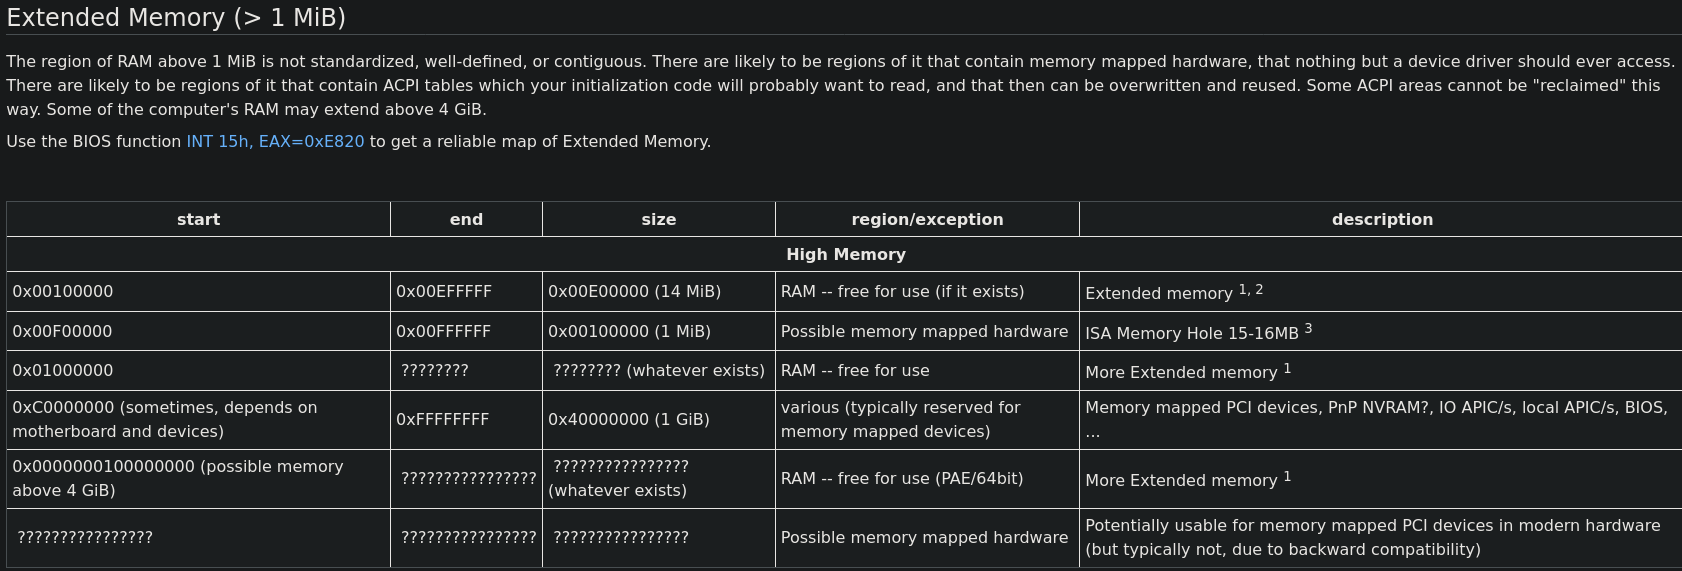 Extended Memory (> 1 MiB)
The region of RAM above 1 MiB is not standardized, well-defined, or contiguous. There are likely to be regions of it that contain memory mapped hardware, that nothing but a device driver should ever access.
There are likely to be regions of it that contain ACPI tables which your initialization code will probably want to read, and that then can be overwritten and reused. Some ACPI areas cannot be "reclaimed" this
way. Some of the computer's RAM may extend above 4 GiB.
Use the BIOS function INT 15h, EAX=0xE820 to get a reliable map of Extended Memory.
start end size region/exception description
High Memory
0x00100000 0x00EFFFFF 0x00E00000 (14 MiB) RAM -- free for use (if it exists) Extended memory 1, 2
0x00F00000 0x00FFFFFF 0x00100000 (1 MiB) Possible memory mapped hardware ISA Memory Hole 15-16MB 3
0x01000000 ???????? ???????? (whatever exists) RAM -- free for use More Extended memory 1
0xC0000000 (sometimes, depends on
motherboard and devices)
0xFFFFFFFF
0x40000000 (1 GiB)
various (typically reserved for
memory mapped devices)
Memory mapped PCI devices, PnP NVRAM?, IO APIC/s, local APIC/s, BIOS,
...
0x0000000100000000 (possible memory
above 4 GiB)
????????????????
????????????????
(whatever exists)
RAM -- free for use (PAE/64bit)
More Extended memory 1
????????????????
????????????????
????????????????
Possible memory mapped hardware
Potentially usable for memory mapped PCI devices in modern hardware
(but typically not, due to backward compatibility)